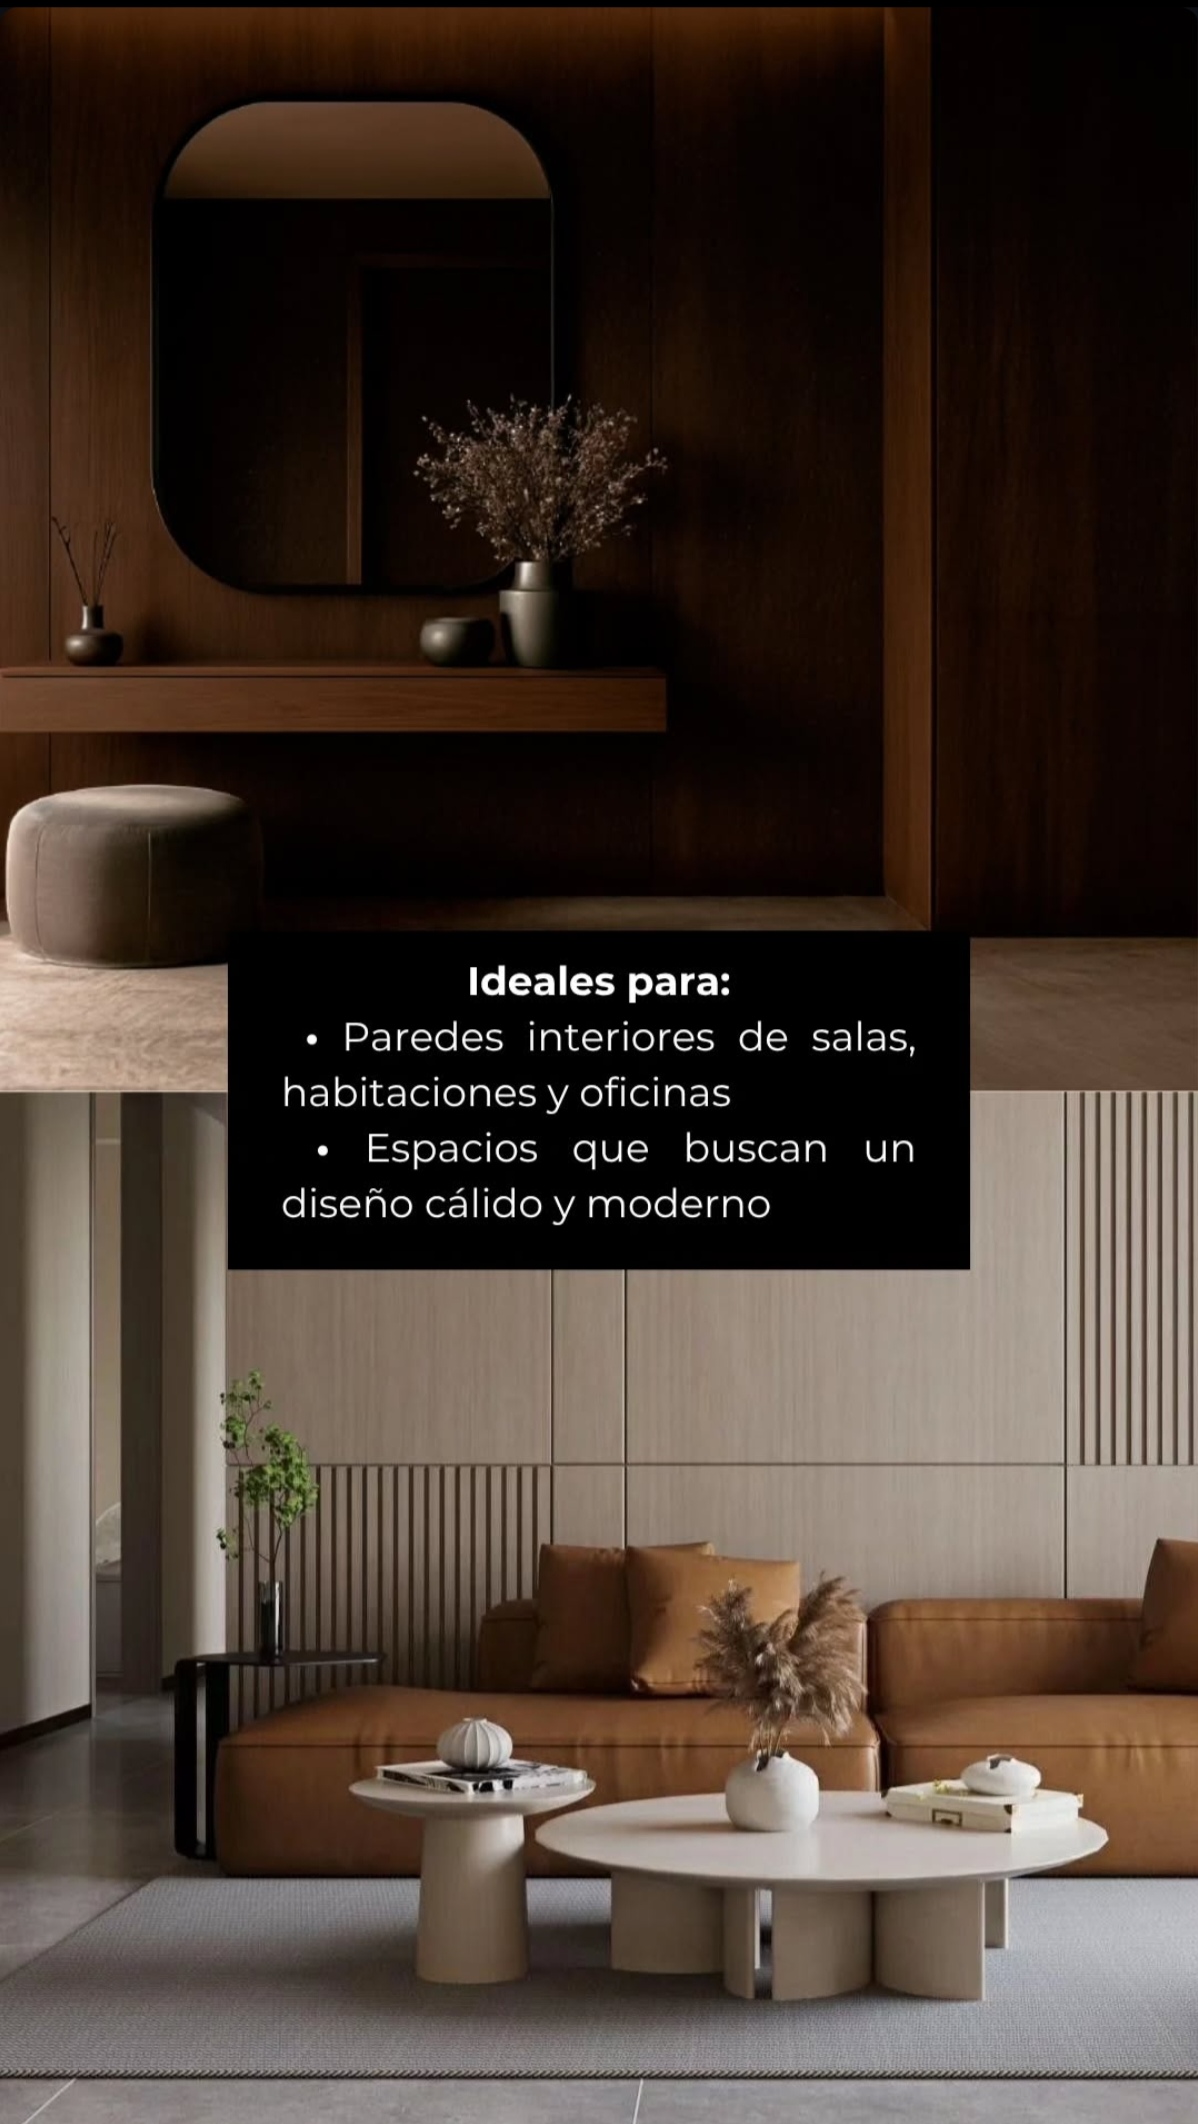 Ideales para:
• Paredes interiores de salas,
habitaciones y oficinas
• Espacios que buscan un
diseño cálido y moderno